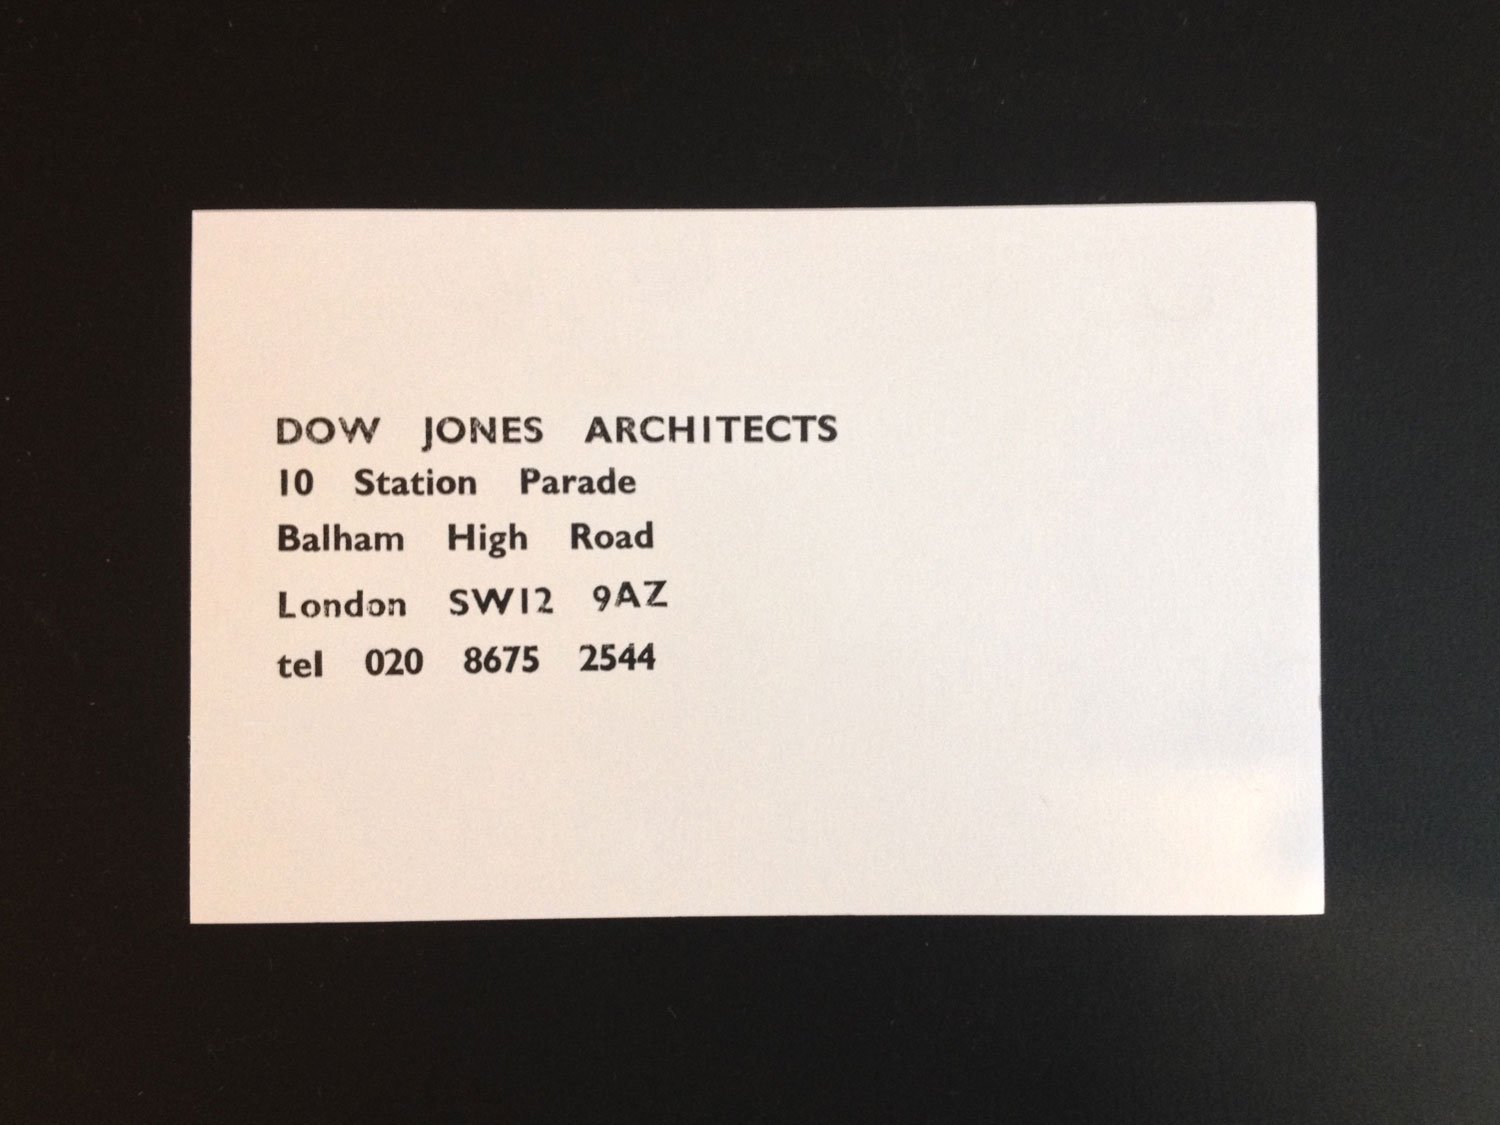 DOW JONES ARCHITECTS
10 Station Parade
Balham High Road
London SW12 9AZ
tel 020 8675 2544